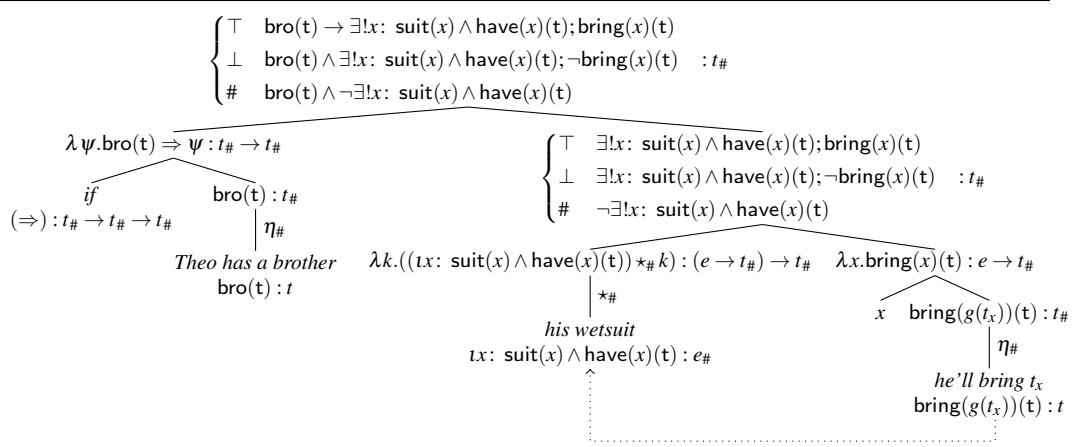 ⊤ bro(t) → ∃!x: suit(x) ∧ have(x)(t); bring(x)(t)
⊥ bro(t) ∧ ∃!x: suit(x) ∧ have(x)(t); ¬bring(x)(t) : t#
# bro(t) ∧ ¬∃!x: suit(x) ∧ have(x)(t)
λψ.bro(t) ⇒ ψ : t# → t#
⊤ ∃!x: suit(x) ∧ have(x)(t); bring(x)(t)
⊥ ∃!x: suit(x) ∧ have(x)(t); ¬bring(x)(t) : t#
# ¬∃!x: suit(x) ∧ have(x)(t)
if
(⇒) : t# → t# → t#
bro(t) : t#
η#
Theo has a brother
bro(t) : t
λk.((ιx: suit(x) ∧ have(x)(t)) ⋆# k) : (e → t#) → t#
λx.bring(x)(t) : e → t#
⋆#
his wetsuit
ιx: suit(x) ∧ have(x)(t) : e#
x bring(g(tx))(t) : t#
η#
he'll bring tx
bring(g(tx))(t) : t